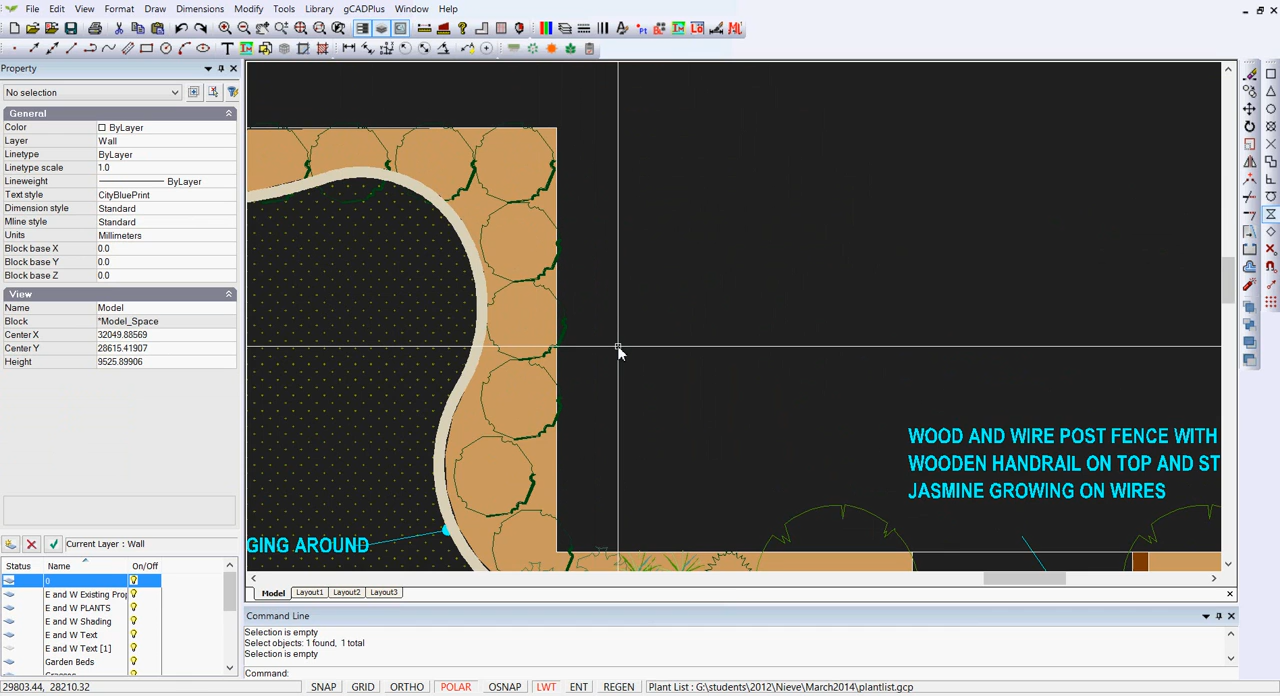 File Edit View Format Draw Dimensions Modify Tools Library gCADPlus Window Help
Property
No selection
General
Color ByLayer
Layer Wall
Linetype ByLayer
Linetype scale 1.0
Lineweight ByLayer
Text style CityBluePrint
Dimension style Standard
Mline style Standard
Units Millimeters
Block base X 0.0
Block base Y 0.0
Block base Z 0.0
View
Name Model
Block *Model_Space
Center X 32049.88569
Center Y 28615.41907
Height 9525.89906
WOOD AND WIRE POST FENCE WITH
WOODEN HANDRAIL ON TOP AND ST
JASMINE GROWING ON WIRES
GING AROUND
Current Layer : Wall
Status Name On/Off
0
E and W Existing Prop
E and W PLANTS
E and W Shading
E and W Text
E and W Text [1]
Garden Beds
Model Layout1 Layout2 Layout3
Command Line
Selection is empty
Select objects: 1 found, 1 total
Selection is empty
Command:
29803.44, 28210.32 SNAP GRID ORTHO POLAR OSNAP LWT ENT REGEN Plant List : G:\students\2012\Nieve\March2014\plantlist.gcp